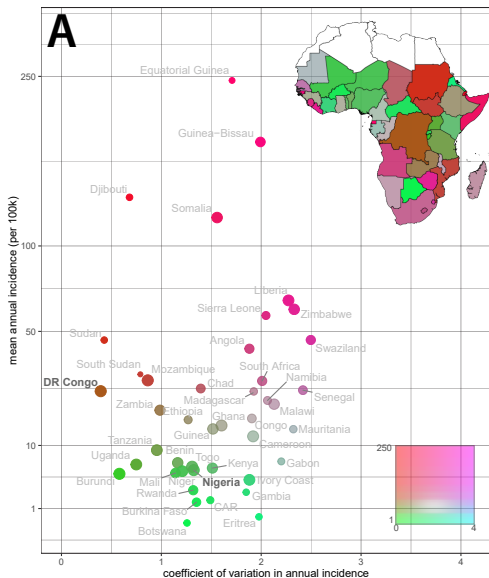 A
Equatorial Guinea
250
Guinea−Bissau
Djibouti
Somalia
100
Liberia
Sierra Leone
Zimbabwe
50
Sudan
Swaziland
Angola
South Sudan
Mozambique
South Africa
DR Congo
Chad
Namibia
Madagascar
Senegal
Zambia
Ethiopia
Malawi
Ghana
Congo
Mauritania
Guinea
Tanzania
Cameroon
10
Benin
Uganda
Togo
Kenya
Gabon
Mali
Niger
Nigeria
Ivory Coast
Rwanda
Gambia
Burkina Faso
CAR
1
Botswana
Eritrea
250
1
0
4
0
1
2
3
4
mean annual incidence (per 100k)
coefficient of variation in annual incidence